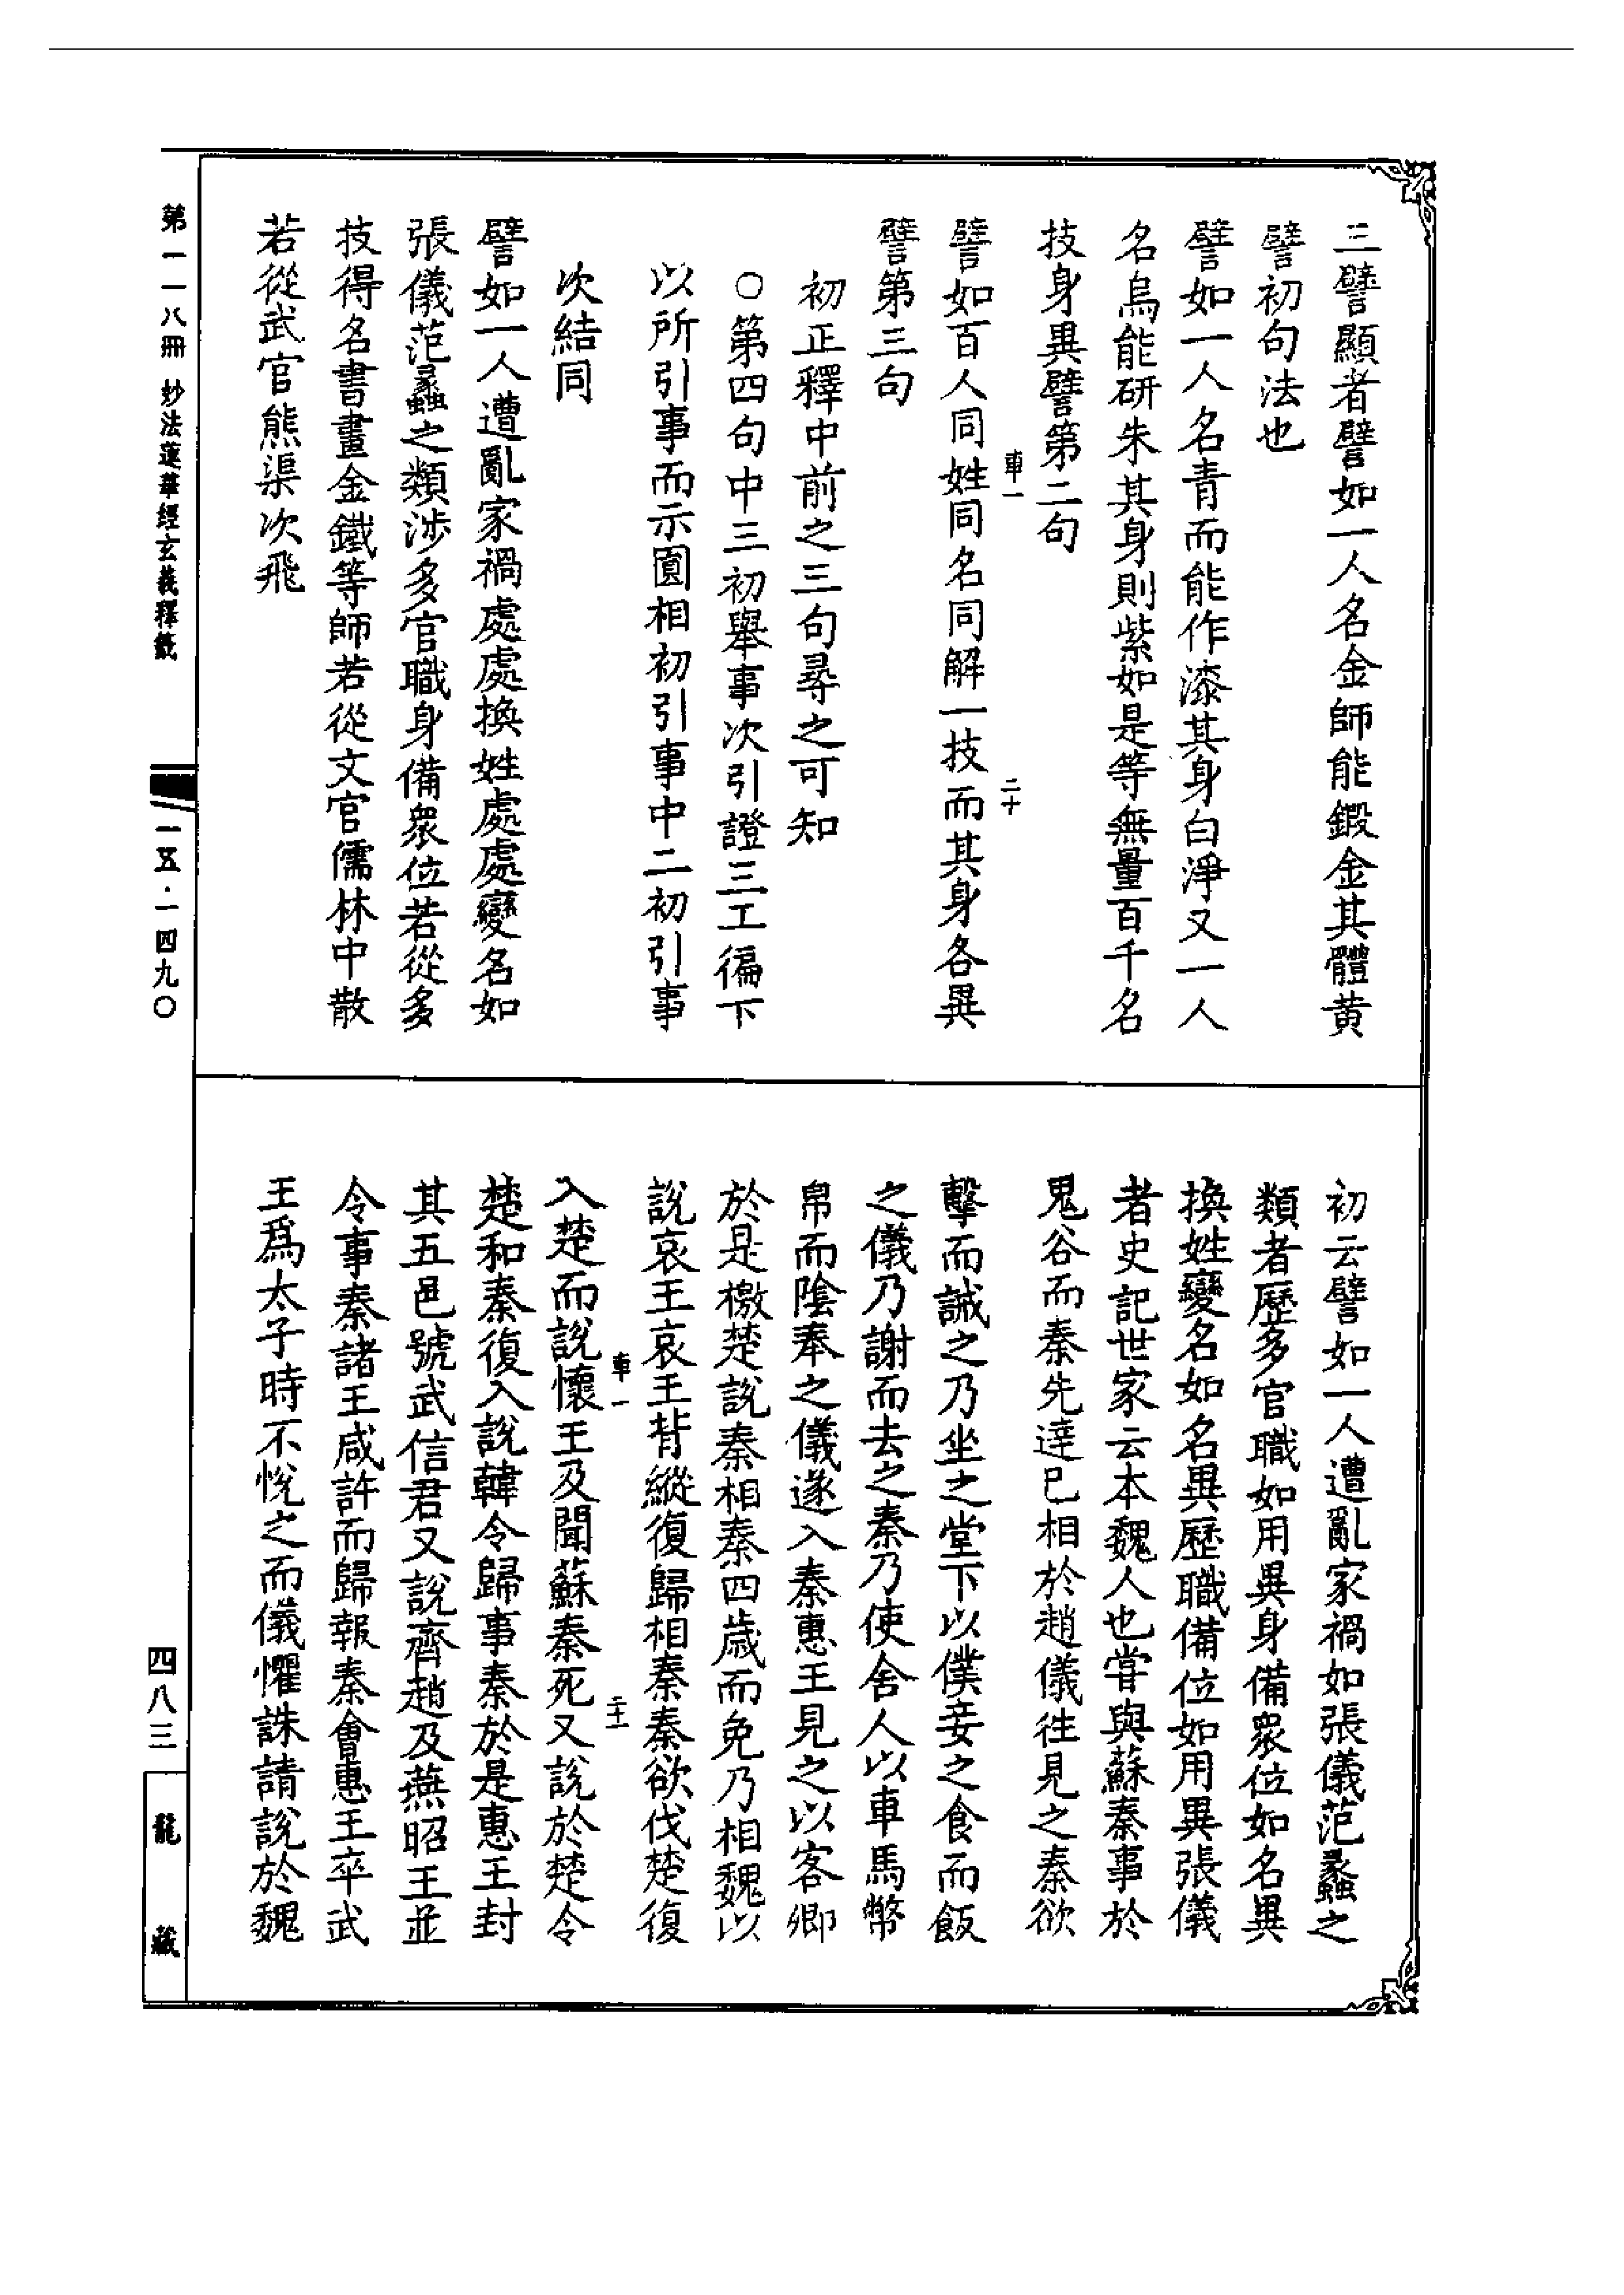 三譬顯者譬如一人名金師能鍛金其體黃
譬初句法也
譬如一人名青而能作漆其身白淨又一人
名烏能研朱其身則紫如是等無量百千名
技身異譬第二句
車一
二十
譬如百人同姓同名同解一技而其身各異
譬第三句
初正釋中前之三句尋之可知
○第四句中三初舉事次引證三工徧下
以所引事而示圓相初引事中二初引事
次結同
譬如一人遭亂家禍處處換姓處處變名如
張儀范蠡之類涉多官職身備衆位若從多
技得名書畫金鐵等師若從文官儒林中散
若從武官熊渠次飛
初云譬如一人遭亂家禍如張儀范蠡之
類者歷多官職如用異身備衆位如名異
換姓變名如名異歷職備位如用異張儀
者史記世家云本魏人也甞與蘇秦事於
鬼谷而秦先達巳相於趙儀徃見之秦欲
擊而誡之乃坐之堂下以僕妾之食而飯
之儀乃謝而去之秦乃使舍人以車馬幣
帛而陰奉之儀遂入秦惠王見之以客卿
於是檄楚說秦相秦四歲而免乃相魏以
說哀王哀王背縱復歸相秦秦欲伐楚復
車一
二十一
入楚而說懷王及聞蘇秦死又說於楚令
楚和秦復入說韓令歸事秦於是惠王封
其五邑號武信君又說齊趙及燕昭王並
令事秦諸王咸許而歸報秦會惠王卒武
王爲太子時不悅之而儀懼誅請說於魏
第一一八冊 妙法蓮華經玄義釋籤
一五·一四九〇
四八三
龍藏